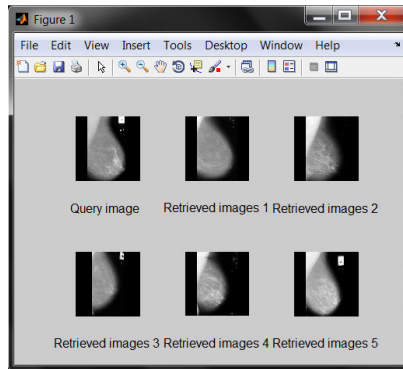 Figure 1
File Edit View Insert Tools Desktop Window Help
Query image Retrieved images 1 Retrieved images 2
Retrieved images 3 Retrieved images 4 Retrieved images 5